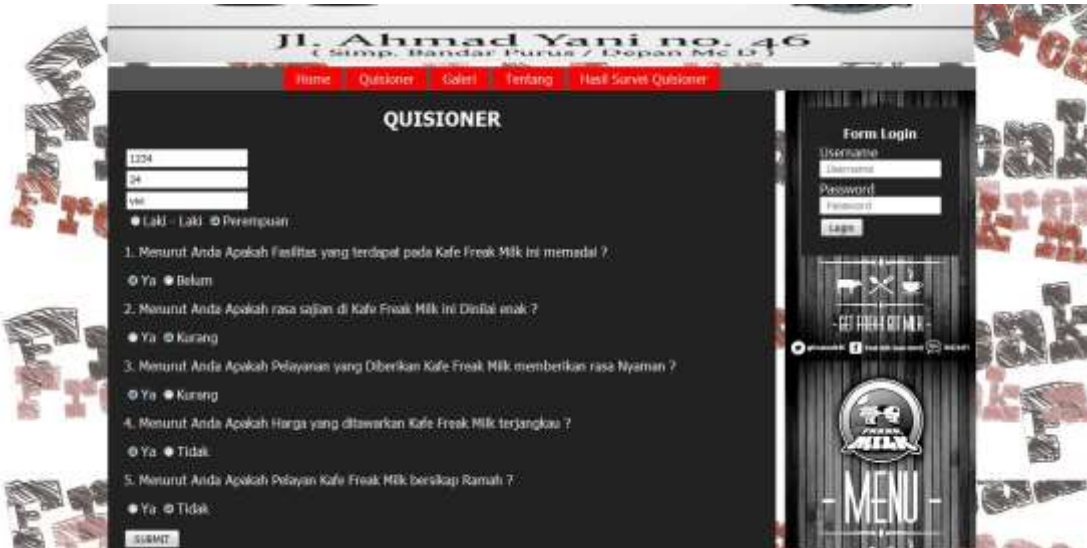 Jl. Ahmad Yani no. 46
( Simp. Bandar Purus / Depan Mc D )
Home Quisioner Galeri Tentang Hasil Survei Quisioner
QUISIONER
1234
24
Laki - Laki Perempuan
1. Menurut Anda Apakah Fasilitas yang terdapat pada Kafe Freak Milk ini memadai ?
Ya Belum
2. Menurut Anda Apakah rasa sajian di Kafe Freak Milk ini Dinilai enak ?
Ya Kurang
3. Menurut Anda Apakah Pelayanan yang Diberikan Kafe Freak Milk memberikan rasa Nyaman ?
Ya Kurang
4. Menurut Anda Apakah Harga yang ditawarkan Kafe Freak Milk terjangkau ?
Ya Tidak
5. Menurut Anda Apakah Pelayan Kafe Freak Milk bersikap Ramah ?
Ya Tidak
SUBMIT
Form Login
Username
Username
Password
Password
Login
MILK
- MENU -